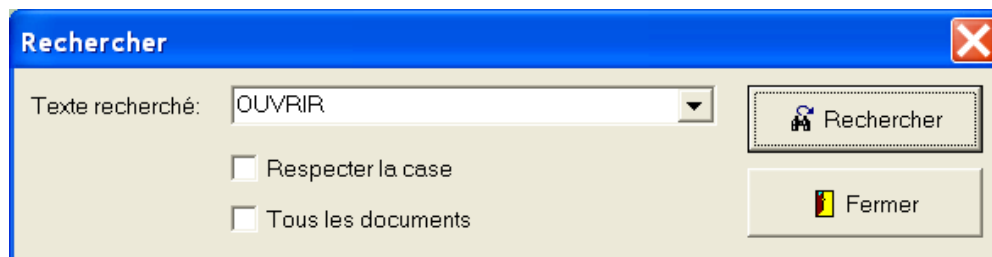 Rechercher
Texte recherché: OUVRIR
Rechercher
Respecter la case
Tous les documents
Fermer